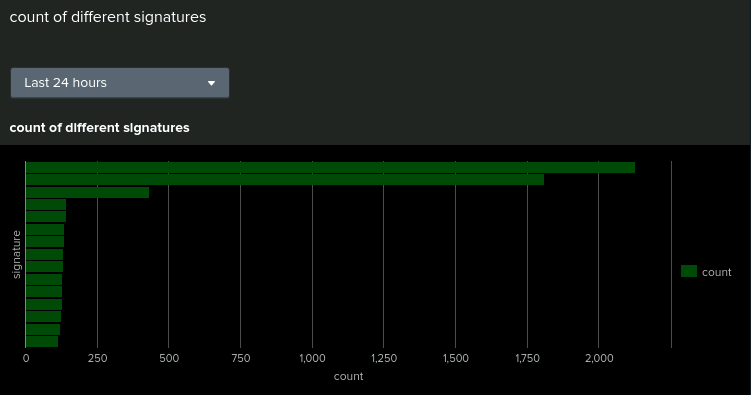 count of different signatures
Last 24 hours
count of different signatures
signature
count
0 250 500 750 1,000 1,250 1,500 1,750 2,000
count